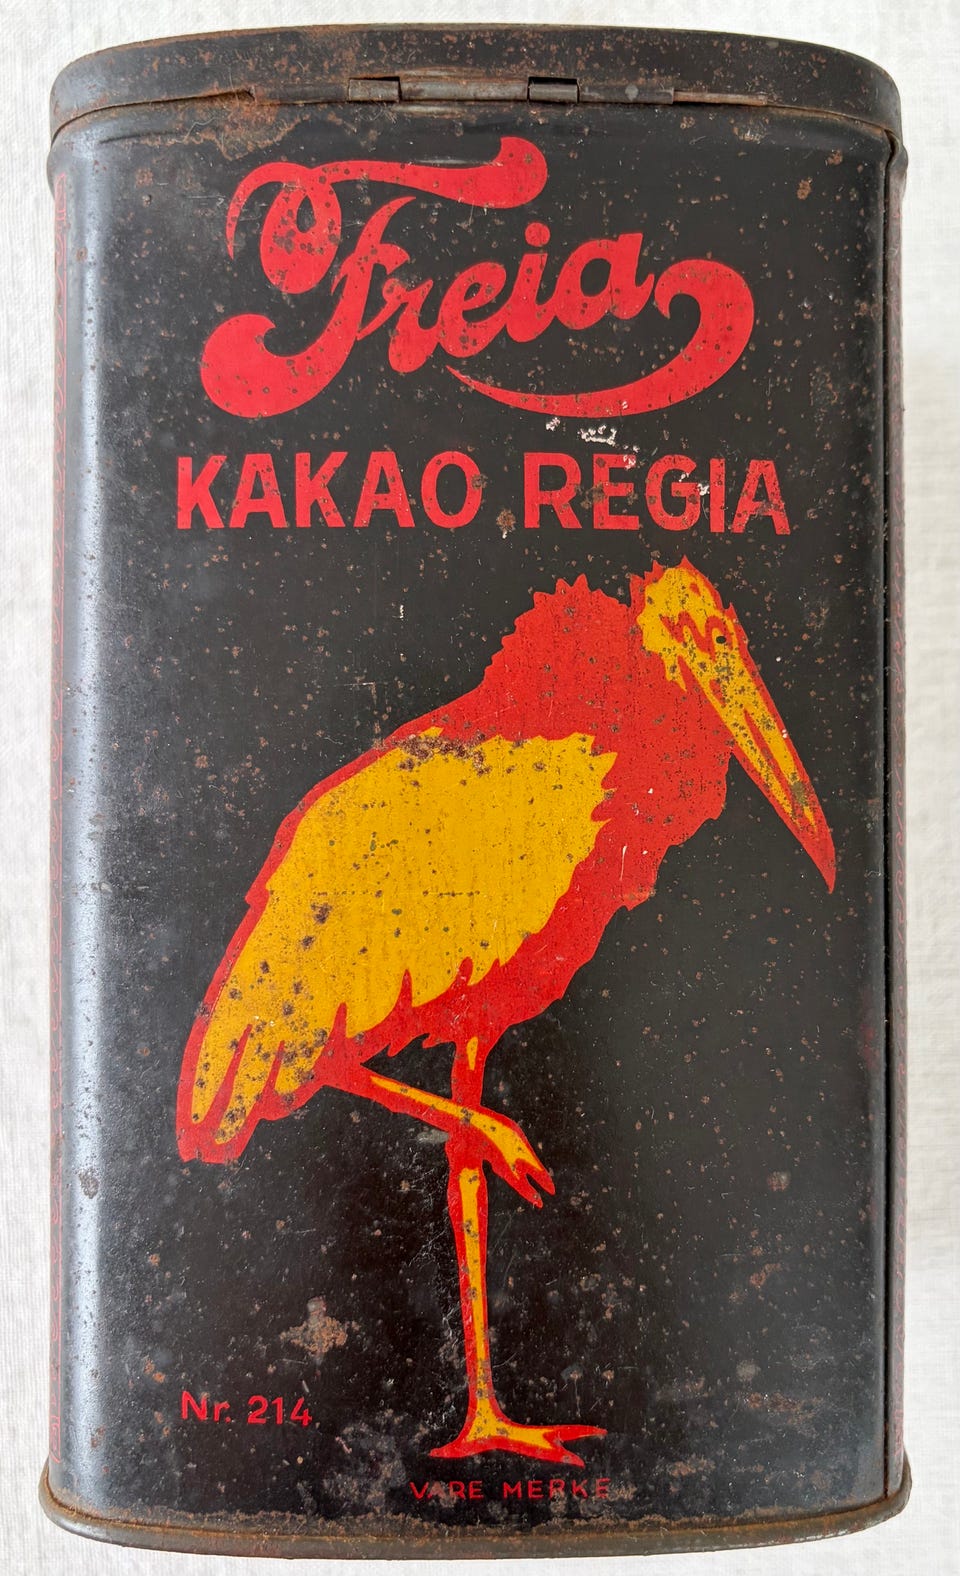 Freia
KAKAO REGIA
Nr. 214
VARE MERKE